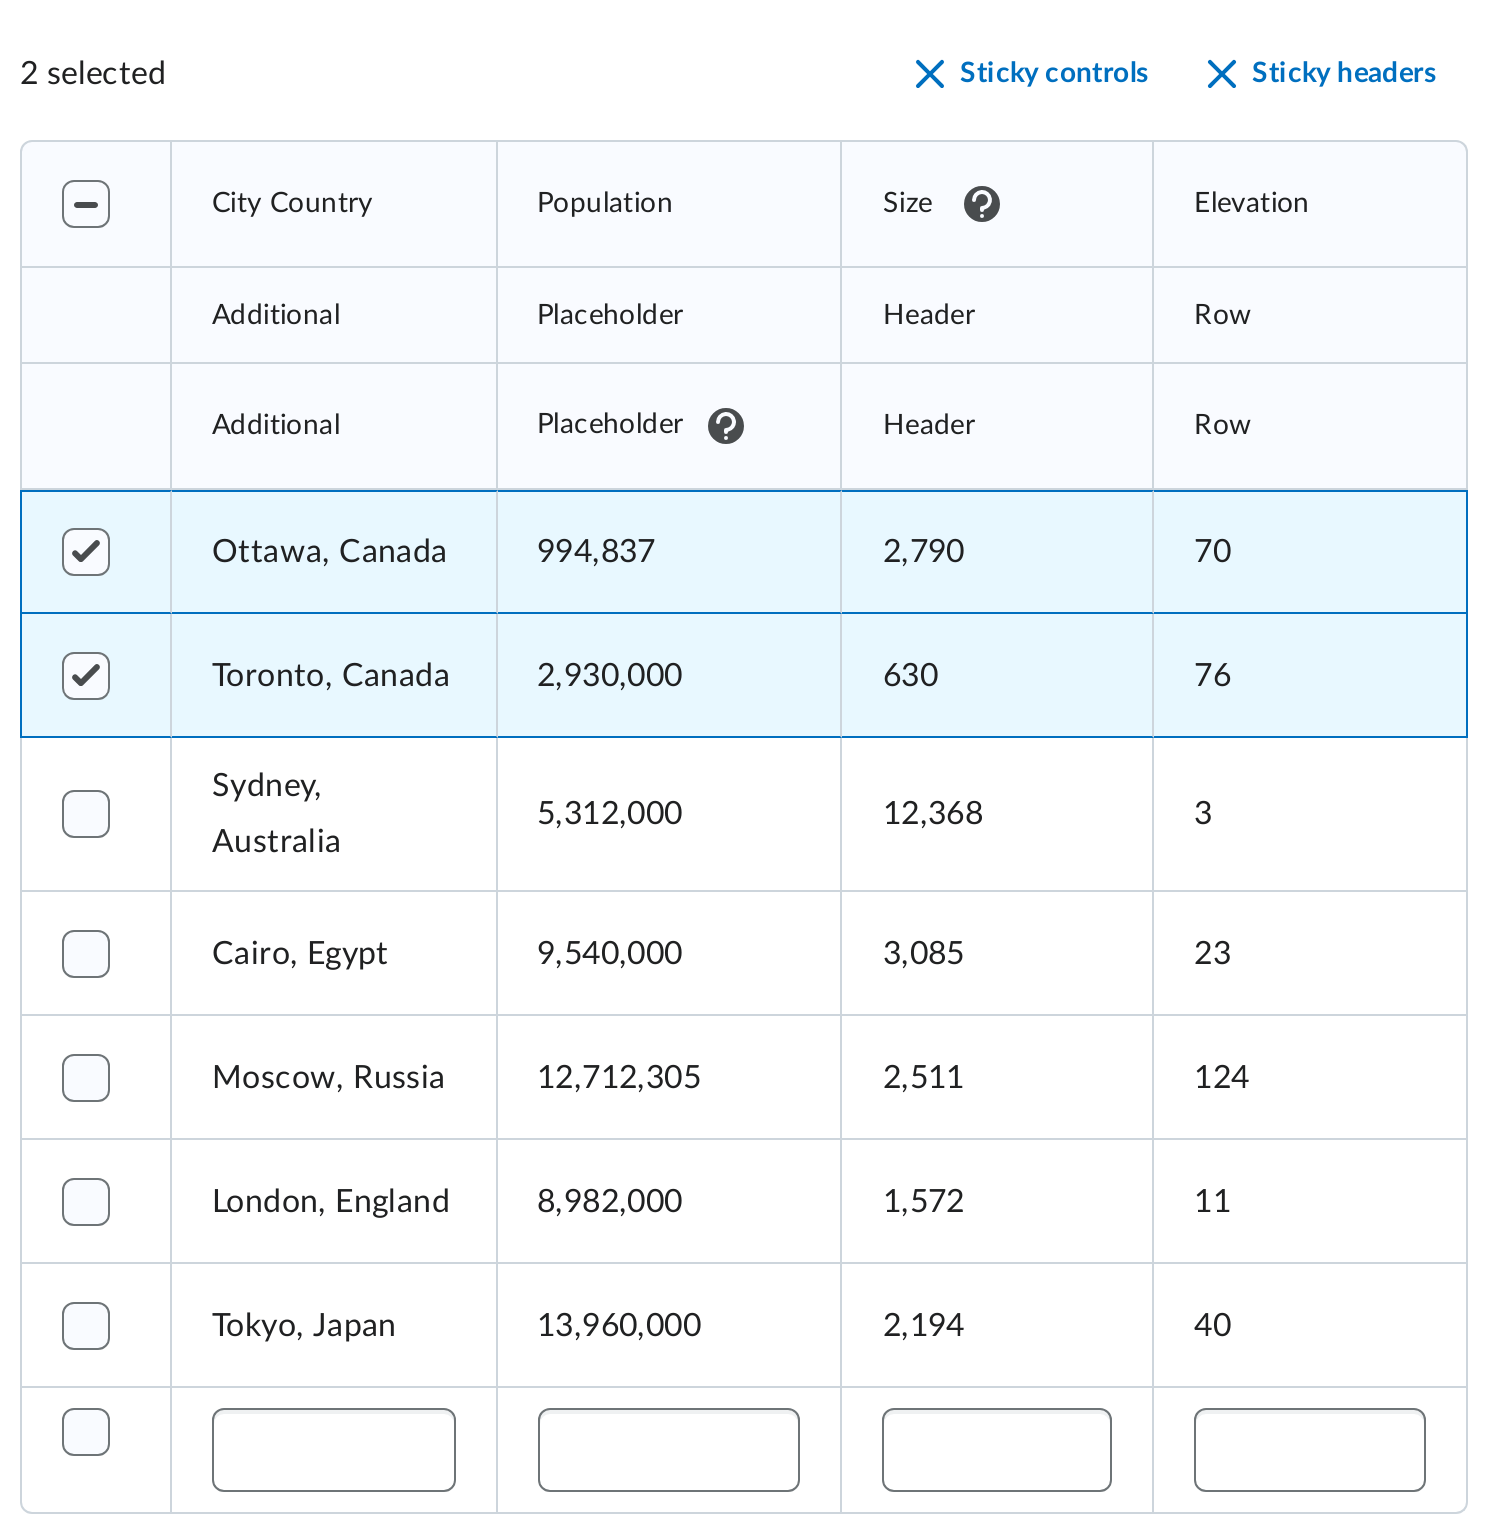 2 selected
Sticky controls
Sticky headers
City Country
Population
Size
Elevation
Additional
Placeholder
Header
Row
Additional
Placeholder
Header
Row
Ottawa, Canada
994,837
2,790
70
Toronto, Canada
2,930,000
630
76
Sydney,
Australia
5,312,000
12,368
3
Cairo, Egypt
9,540,000
3,085
23
Moscow, Russia
12,712,305
2,511
124
London, England
8,982,000
1,572
11
Tokyo, Japan
13,960,000
2,194
40